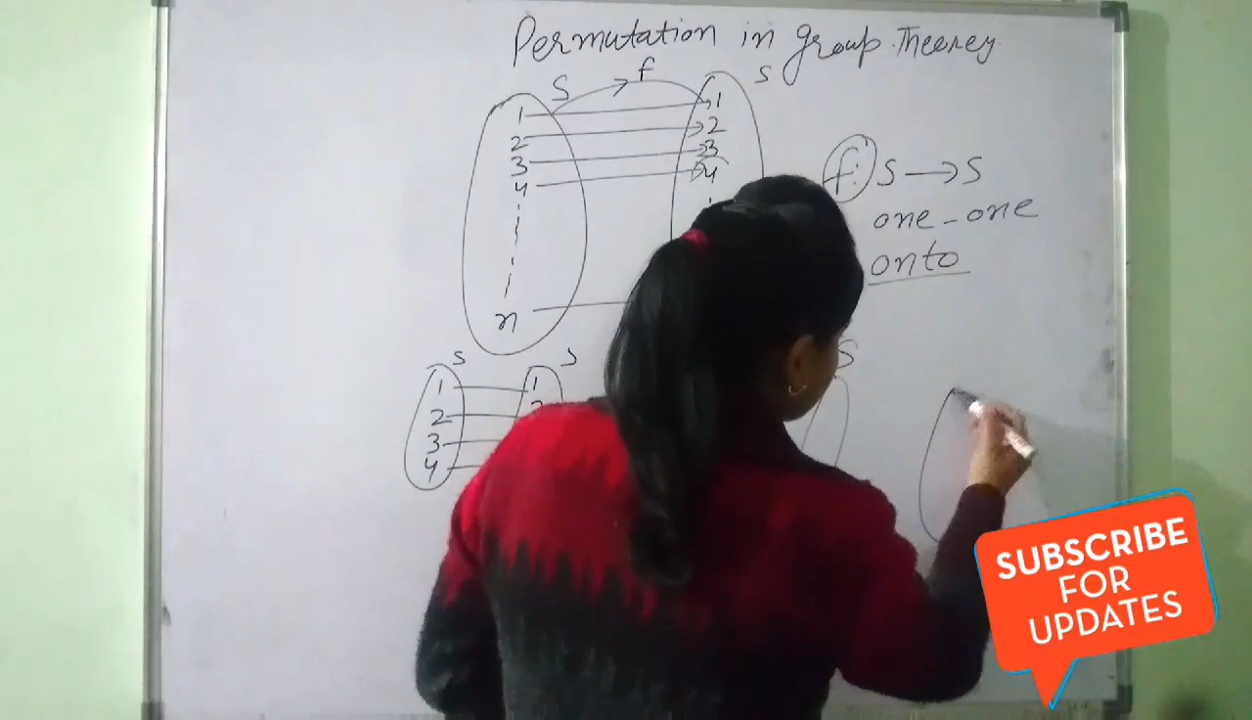 Permutation in group Theorey
S f S
1 1
2 2
3 3
4 4
n
f: S → S
one-one
onto
S S S
1 1
2 2
3
4
SUBSCRIBE
FOR
UPDATES